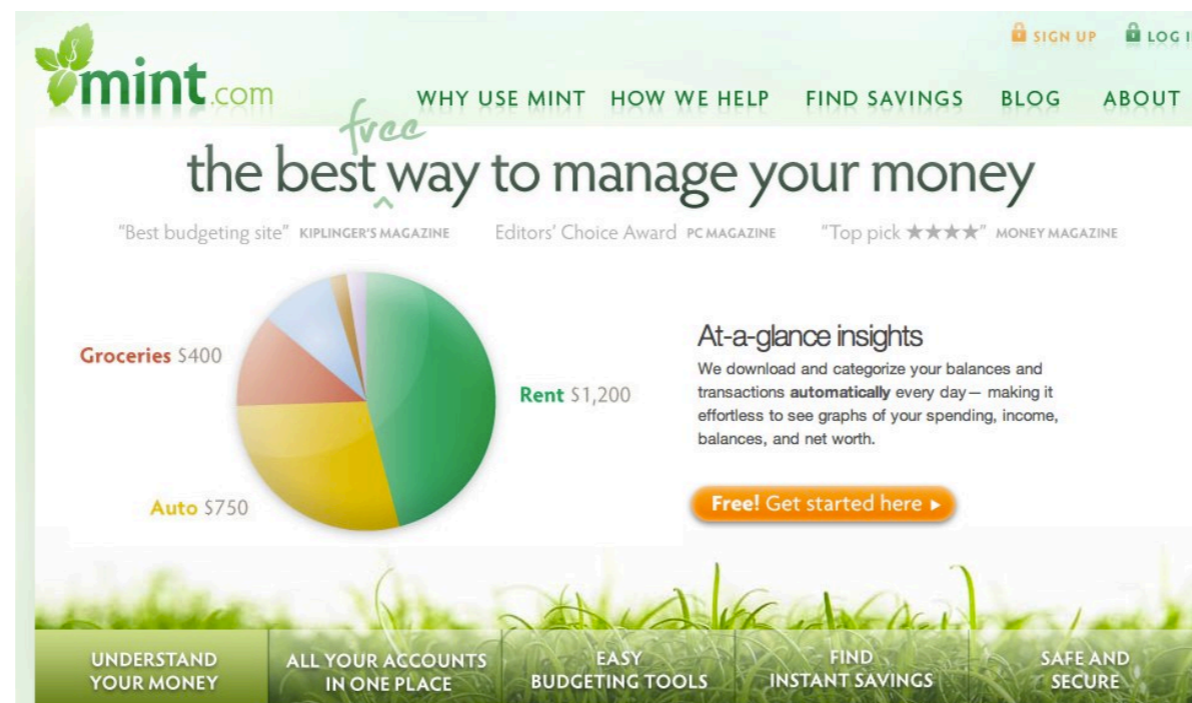 SIGN UP LOG I
mint.com
WHY USE MINT HOW WE HELP FIND SAVINGS BLOG ABOUT
free
the best way to manage your money
"Best budgeting site" KIPLINGER'S MAGAZINE Editors' Choice Award PC MAGAZINE "Top pick ★★★★" MONEY MAGAZINE
Groceries $400
Rent $1,200
Auto $750
At-a-glance insights
We download and categorize your balances and
transactions automatically every day— making it
effortless to see graphs of your spending, income,
balances, and net worth.
Free! Get started here ▸
UNDERSTAND
YOUR MONEY
ALL YOUR ACCOUNTS
IN ONE PLACE
EASY
BUDGETING TOOLS
FIND
INSTANT SAVINGS
SAFE AND
SECURE